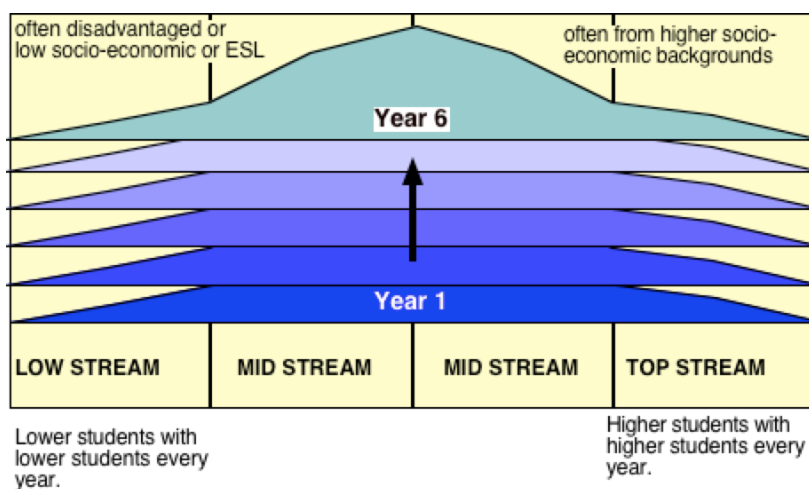 often disadvantaged or
low socio-economic or ESL
often from higher socio-
economic backgrounds
Year 6
Year 1
LOW STREAM
MID STREAM
MID STREAM
TOP STREAM
Lower students with
lower students every
year.
Higher students with
higher students every
year.